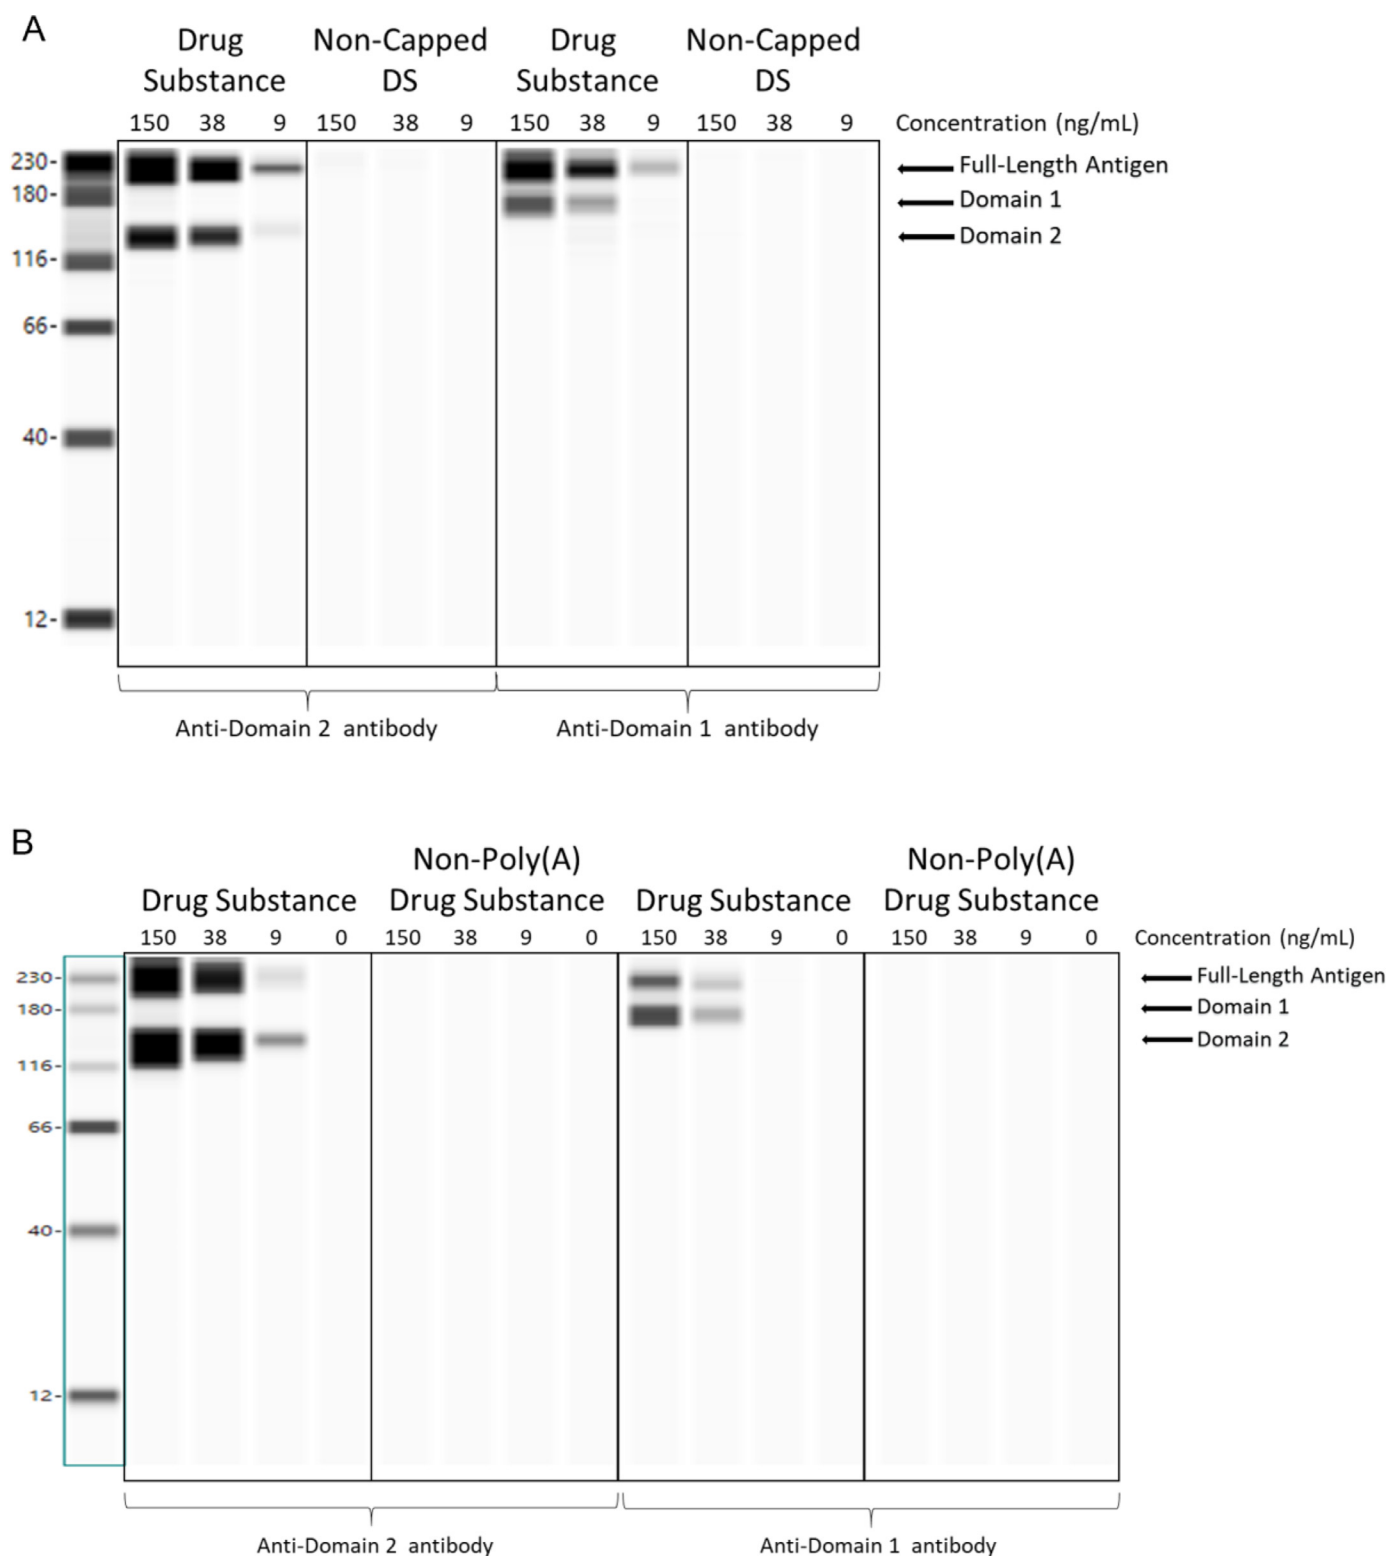 A
Drug Substance Non-Capped DS Drug Substance Non-Capped DS
150 38 9 150 38 9 150 38 9 150 38 9 Concentration (ng/mL)
230- Full-Length Antigen
180- Domain 1
Domain 2
116-
66-
40-
12-
Anti-Domain 2 antibody Anti-Domain 1 antibody
B
Non-Poly(A) Non-Poly(A)
Drug Substance Drug Substance Drug Substance Drug Substance
150 38 9 0 150 38 9 0 150 38 9 0 150 38 9 0 Concentration (ng/mL)
230- Full-Length Antigen
180- Domain 1
Domain 2
116-
66-
40-
12-
Anti-Domain 2 antibody Anti-Domain 1 antibody